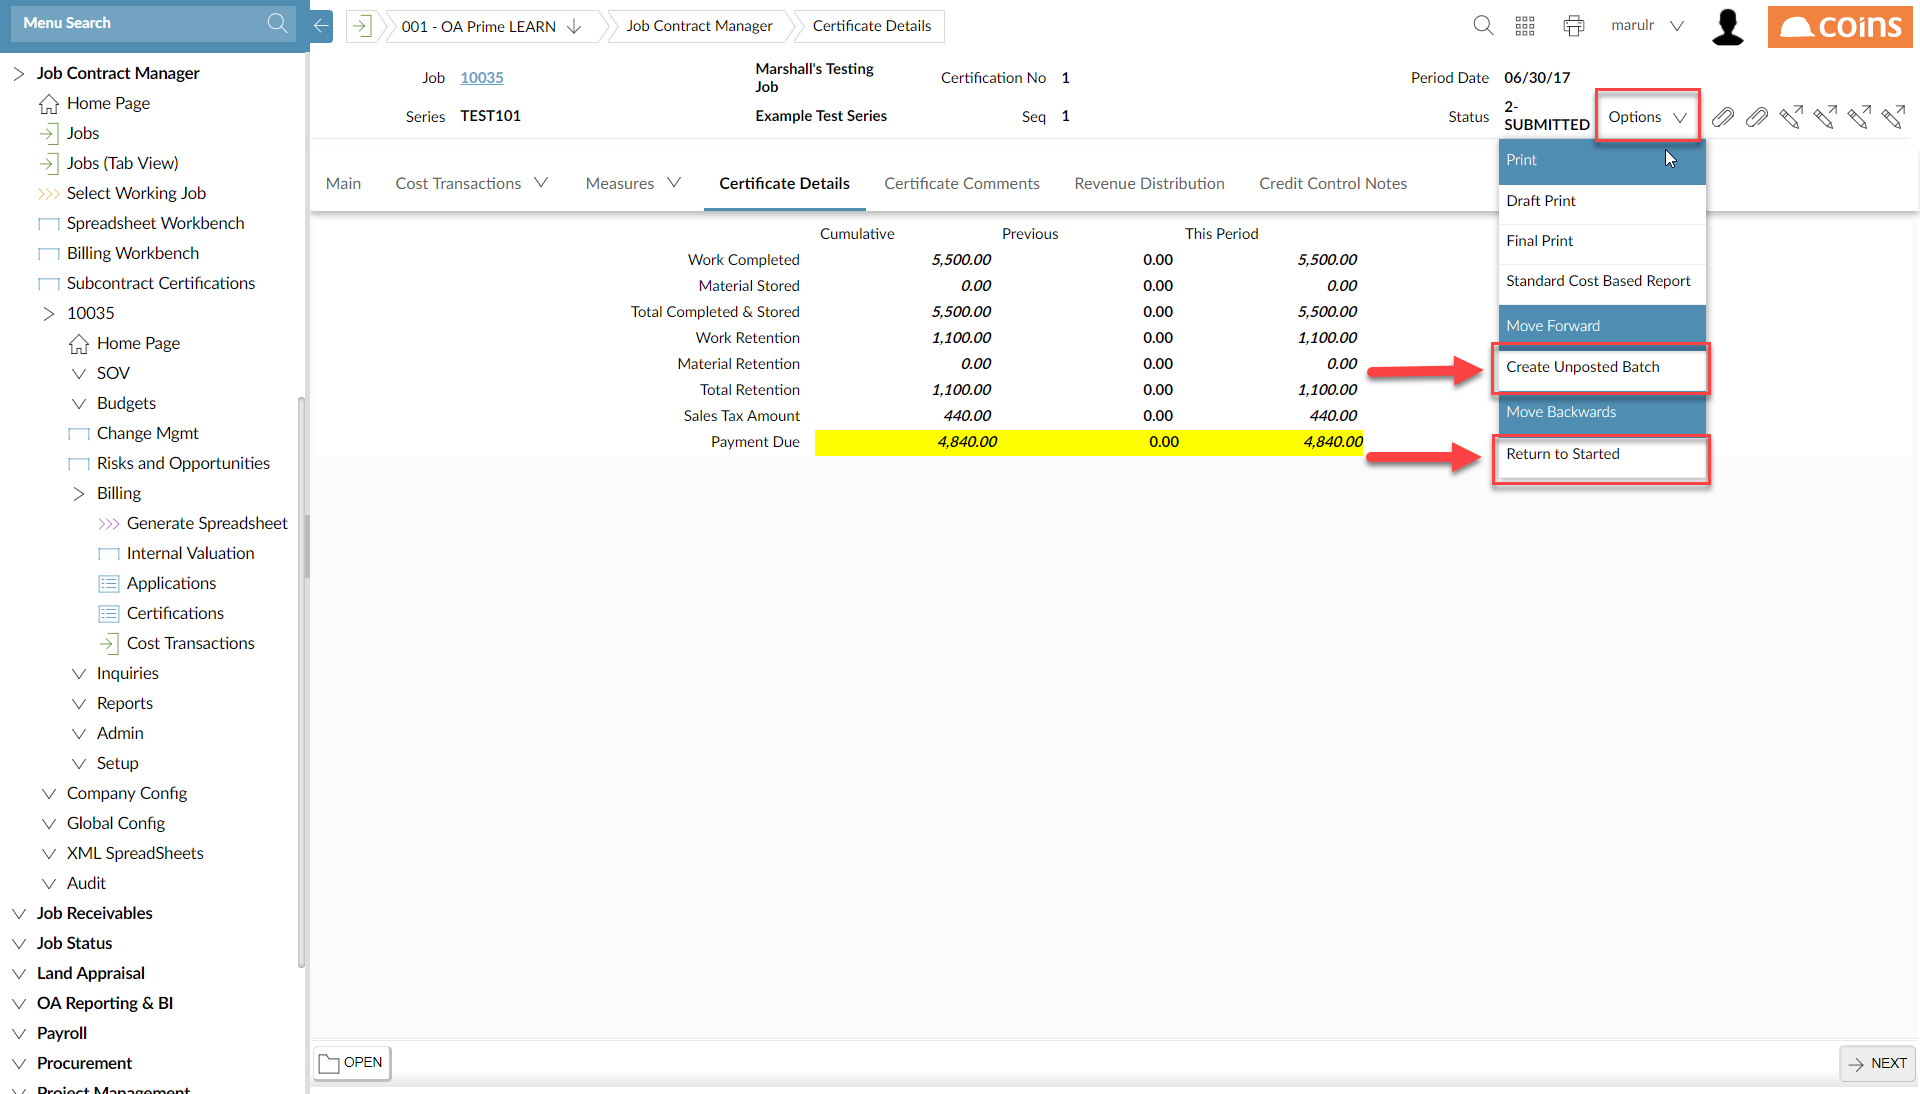 Menu Search
001 - OA Prime LEARN
Job Contract Manager
Certificate Details
marulr
coins
Job Contract Manager
Home Page
Jobs
Jobs (Tab View)
Select Working Job
Spreadsheet Workbench
Billing Workbench
Subcontract Certifications
10035
Home Page
SOV
Budgets
Change Mgmt
Risks and Opportunities
Billing
Generate Spreadsheet
Internal Valuation
Applications
Certifications
Cost Transactions
Inquiries
Reports
Admin
Setup
Company Config
Global Config
XML SpreadSheets
Audit
Job Receivables
Job Status
Land Appraisal
OA Reporting & BI
Payroll
Procurement
Project Management
Job 10035 Marshall's Testing Job Certification No 1 Period Date 06/30/17
Series TEST101 Example Test Series Seq 1 Status 2-SUBMITTED Options
Main Cost Transactions Measures Certificate Details Certificate Comments Revenue Distribution Credit Control Notes
Cumulative Previous This Period
Work Completed 5,500.00 0.00 5,500.00
Material Stored 0.00 0.00 0.00
Total Completed & Stored 5,500.00 0.00 5,500.00
Work Retention 1,100.00 0.00 1,100.00
Material Retention 0.00 0.00 0.00
Total Retention 1,100.00 0.00 1,100.00
Sales Tax Amount 440.00 0.00 440.00
Payment Due 4,840.00 0.00 4,840.00
Print
Draft Print
Final Print
Standard Cost Based Report
Move Forward
Create Unposted Batch
Move Backwards
Return to Started
OPEN
NEXT